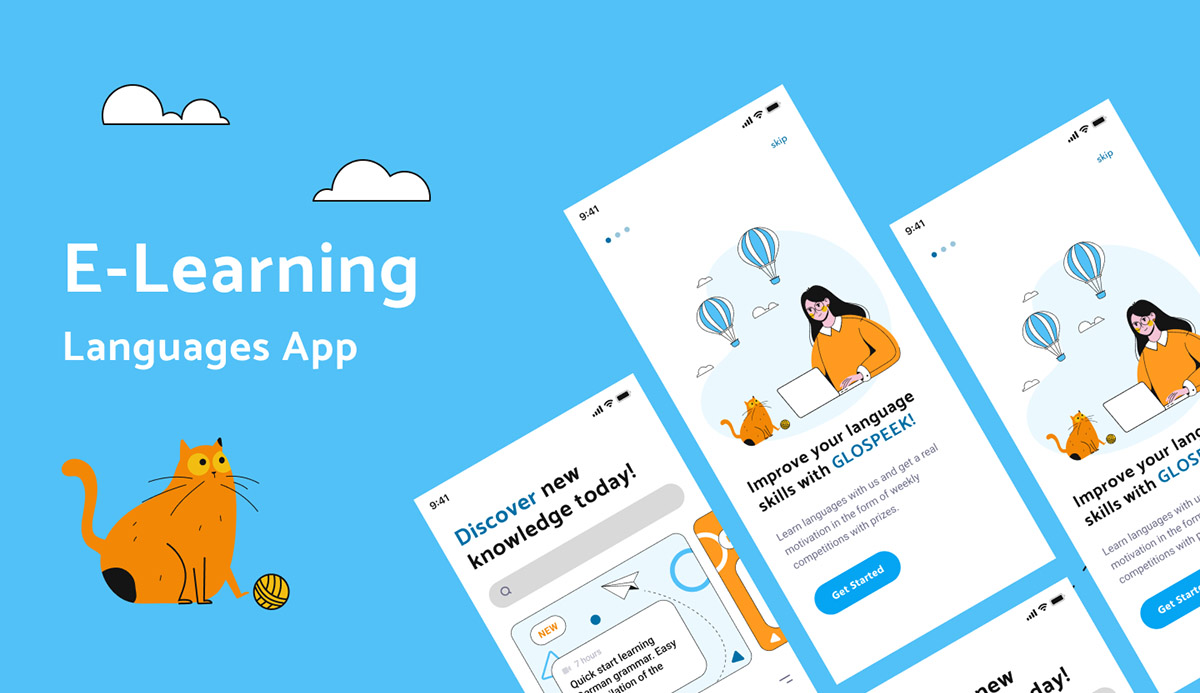 E-Learning
Languages App
9:41
Discover new
knowledge today!
NEW
7 hours
Quick start learning
German grammar. Easy
9:41
skip
Improve your language
skills with GLOSPEEK!
Learn languages with us and get a real
motivation in the form of weekly
competitions with prizes.
Get Started
9:41
skip
Improve your lang
skills with GLOSP
Learn languages with u
motivation in the form
competitions with p
Get Starte
new
today!